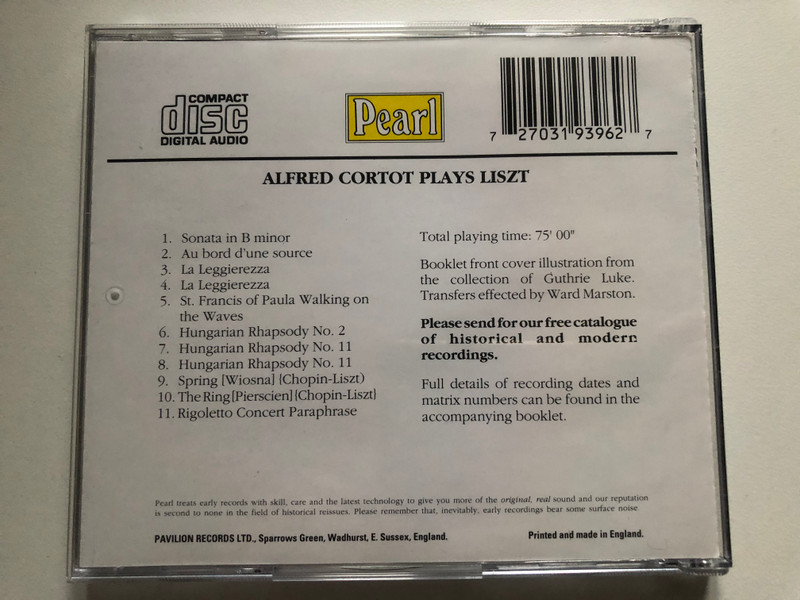 COMPACT
disc
DIGITAL AUDIO
Pearl
7 27031 93962 7
ALFRED CORTOT PLAYS LISZT
1. Sonata in B minor
2. Au bord d'une source
3. La Leggierezza
4. La Leggierezza
5. St. Francis of Paula Walking on
the Waves
6. Hungarian Rhapsody No. 2
7. Hungarian Rhapsody No. 11
8. Hungarian Rhapsody No. 11
9. Spring [Wiosna] (Chopin-Liszt)
10. The Ring [Pierscien] (Chopin-Liszt)
11. Rigoletto Concert Paraphrase
Total playing time: 75' 00"
Booklet front cover illustration from
the collection of Guthrie Luke.
Transfers effected by Ward Marston.
Please send for our free catalogue
of historical and modern
recordings.
Full details of recording dates and
matrix numbers can be found in the
accompanying booklet.
Pearl treats early records with skill, care and the latest technology to give you more of the original, real sound and our reputation
is second to none in the field of historical reissues. Please remember that, inevitably, early recordings bear some surface noise
PAVILION RECORDS LTD., Sparrows Green, Wadhurst, E. Sussex, England.
Printed and made in England.